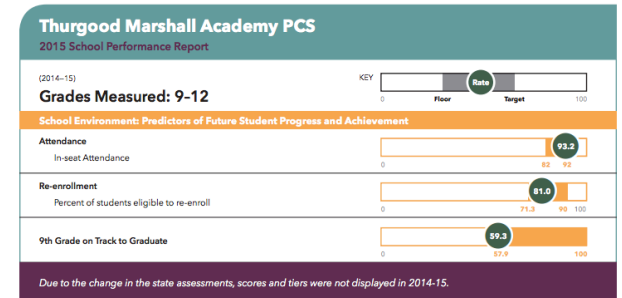 Thurgood Marshall Academy PCS
2015 School Performance Report
(2014–15)
Grades Measured: 9–12
KEY
Rate
0 Floor Target 100
School Environment: Predictors of Future Student Progress and Achievement
Attendance
In-seat Attendance
93.2
0 82 92
Re-enrollment
Percent of students eligible to re-enroll
81.0
0 71.3 90 100
9th Grade on Track to Graduate
59.3
0 57.9 100
Due to the change in the state assessments, scores and tiers were not displayed in 2014-15.